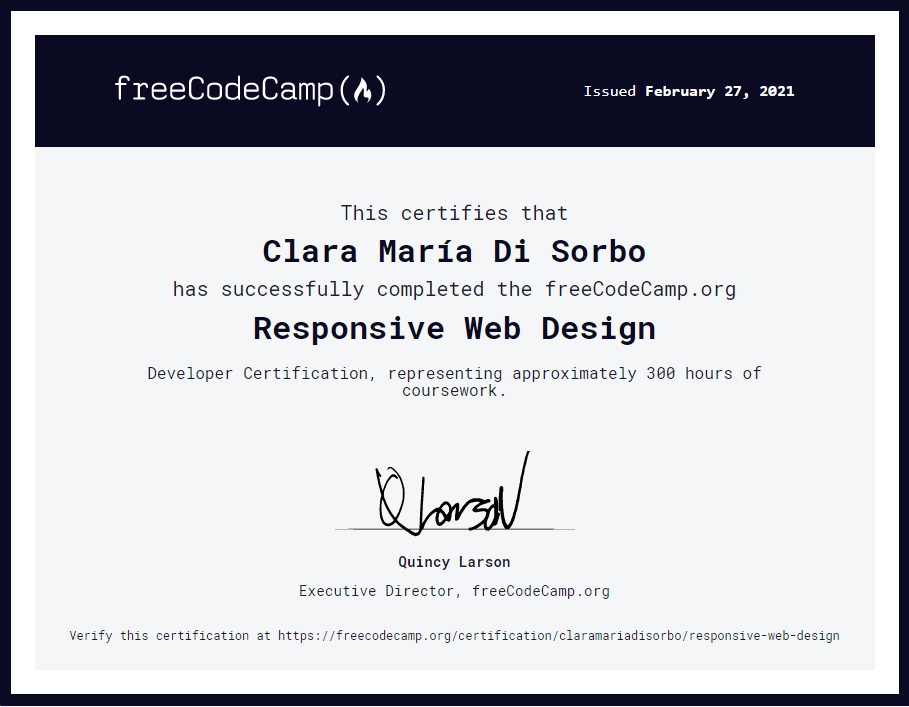 freeCodeCamp(🔥)
Issued February 27, 2021
This certifies that
Clara María Di Sorbo
has successfully completed the freeCodeCamp.org
Responsive Web Design
Developer Certification, representing approximately 300 hours of
coursework.
Q Larson
Quincy Larson
Executive Director, freeCodeCamp.org
Verify this certification at https://freecodecamp.org/certification/claramariadisorbo/responsive-web-design